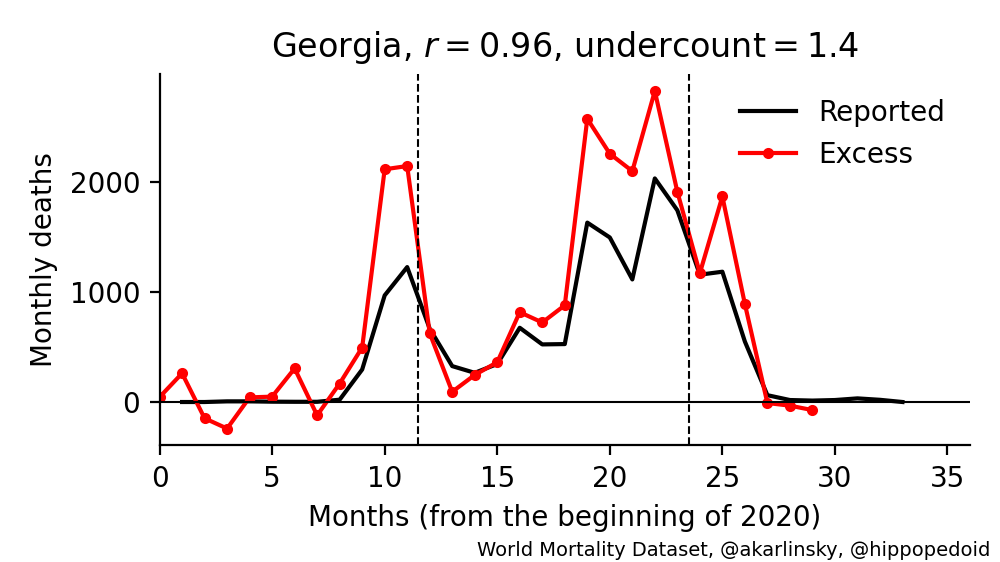 Georgia, r = 0.96, undercount = 1.4
Reported
Excess
Monthly deaths
2000
1000
0
0 5 10 15 20 25 30 35
Months (from the beginning of 2020)
World Mortality Dataset, @akarlinsky, @hippopedoid